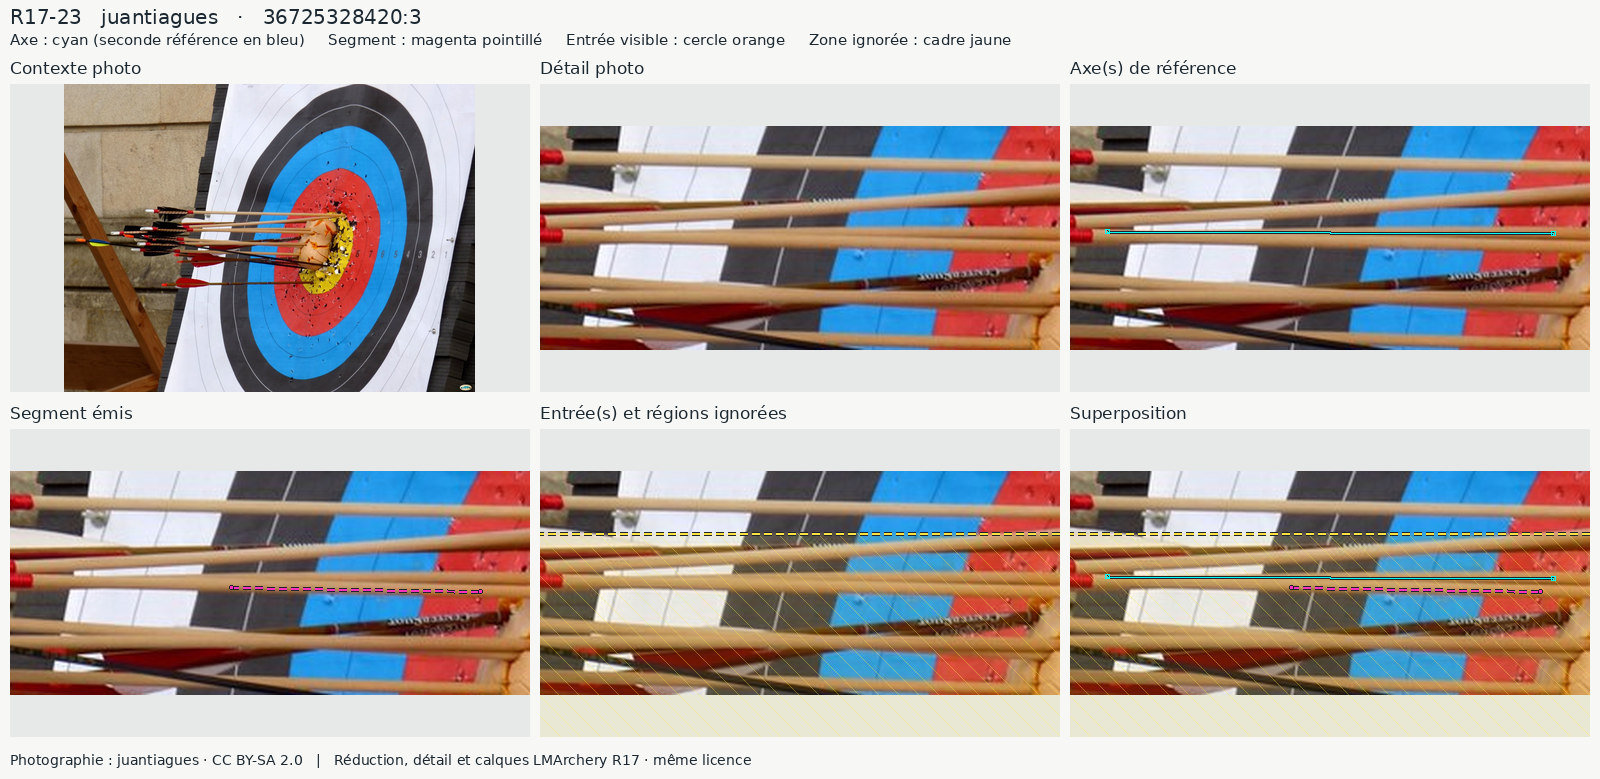 R17-23 juantiagues · 36725328420:3
Axe : cyan (seconde référence en bleu) Segment : magenta pointillé Entrée visible : cercle orange Zone ignorée : cadre jaune
Contexte photo Détail photo Axe(s) de référence
Segment émis Entrée(s) et régions ignorées Superposition
Photographie : juantiagues · CC BY-SA 2.0 | Réduction, détail et calques LMArchery R17 · même licence